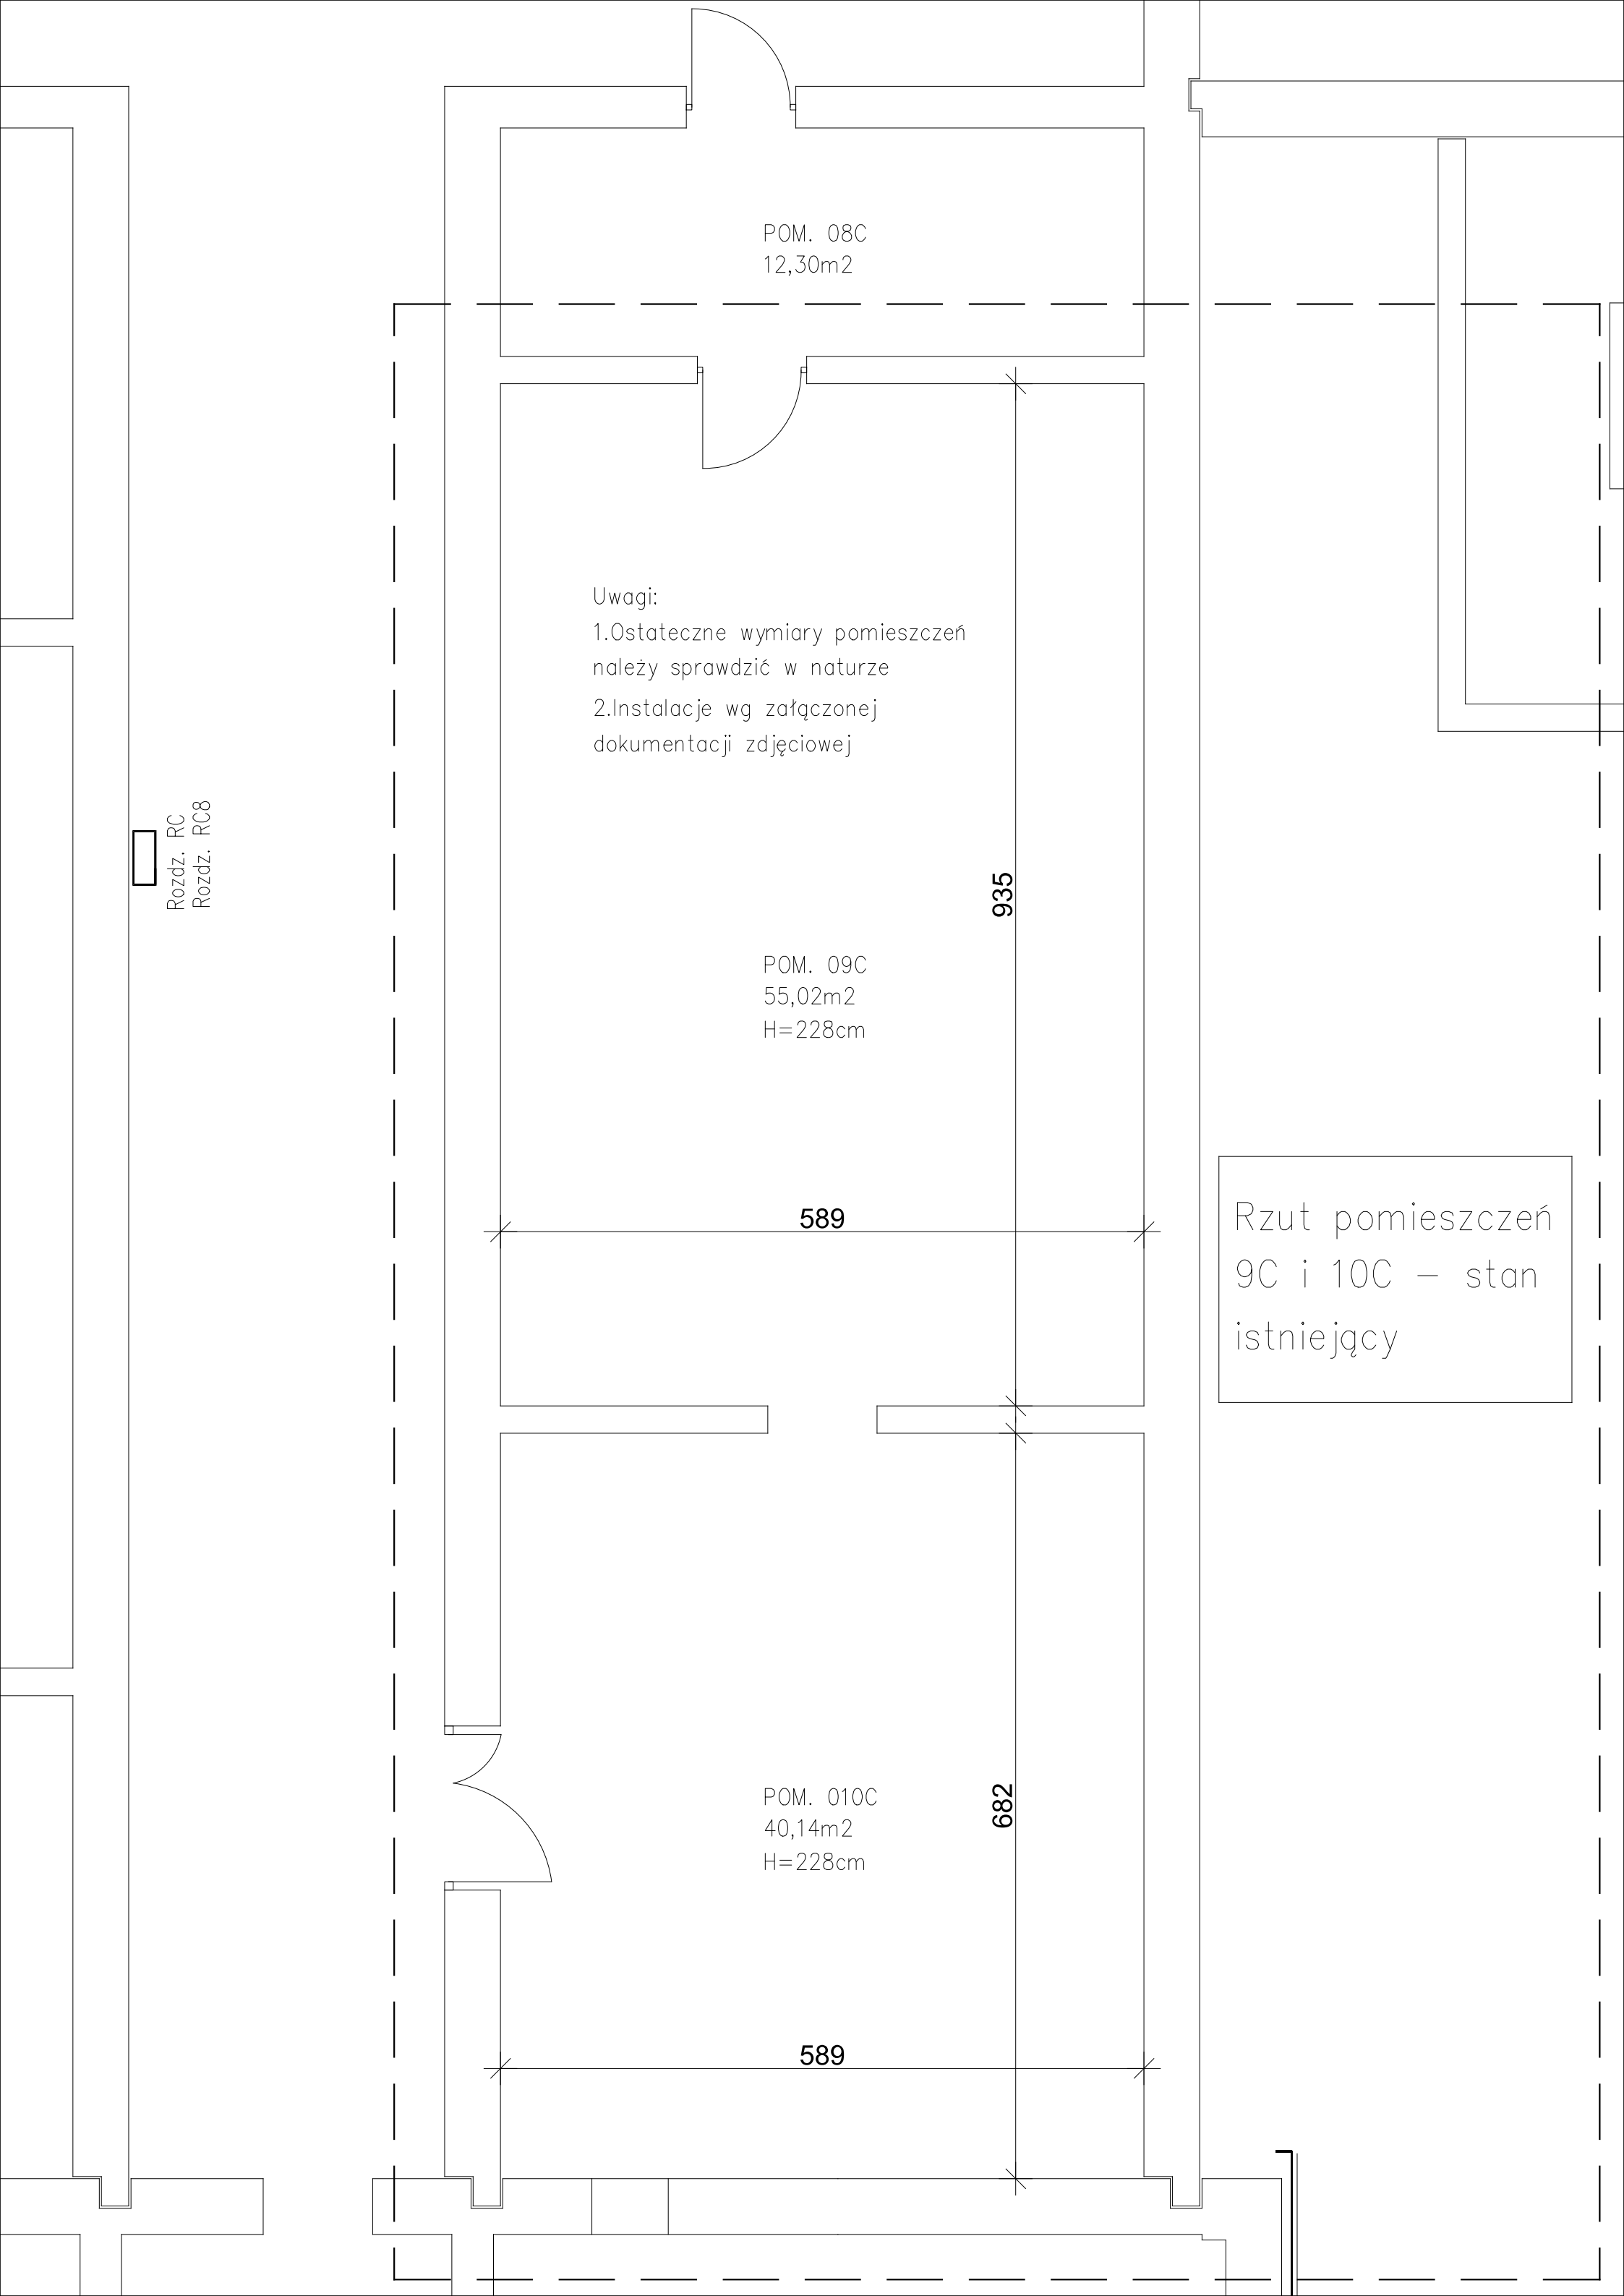 POM. 08C
12,30m2
Uwagi:
1.Ostateczne wymiary pomieszczeń
należy sprawdzić w naturze
2.Instalacje wg załączonej
dokumentacji zdjęciowej
Rozdz. RC
Rozdz. RC8
935
POM. 09C
55,02m2
H=228cm
589
Rzut pomieszczeń
9C i 10C – stan
istniejący
POM. 010C
40,14m2
H=228cm
682
589